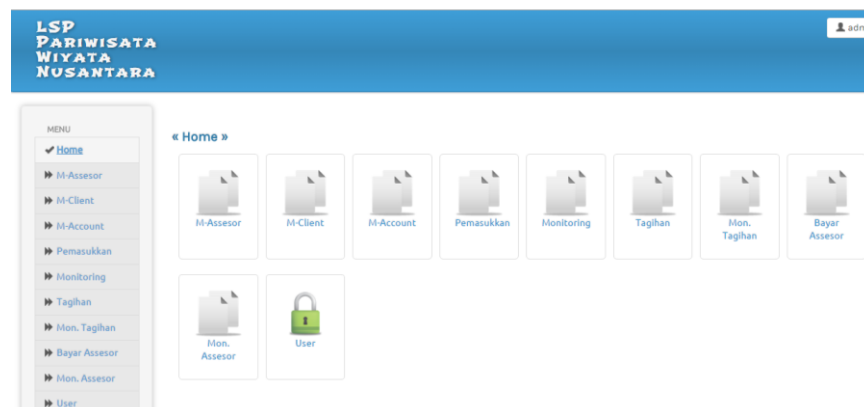 LSP
PARIWISATA
WIYATA
NUSANTARA
MENU
Home
M-Assesor
M-Client
M-Account
Pemasukkan
Monitoring
Tagihan
Mon. Tagihan
Bayar Assesor
Mon. Assesor
User
« Home »
M-Assesor
M-Client
M-Account
Pemasukkan
Monitoring
Tagihan
Mon.
Tagihan
Bayar
Assesor
Mon.
Assesor
User